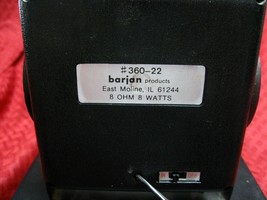 #360-22
barjan products
East Moline, IL 61244
8 OHM 8 WATTS